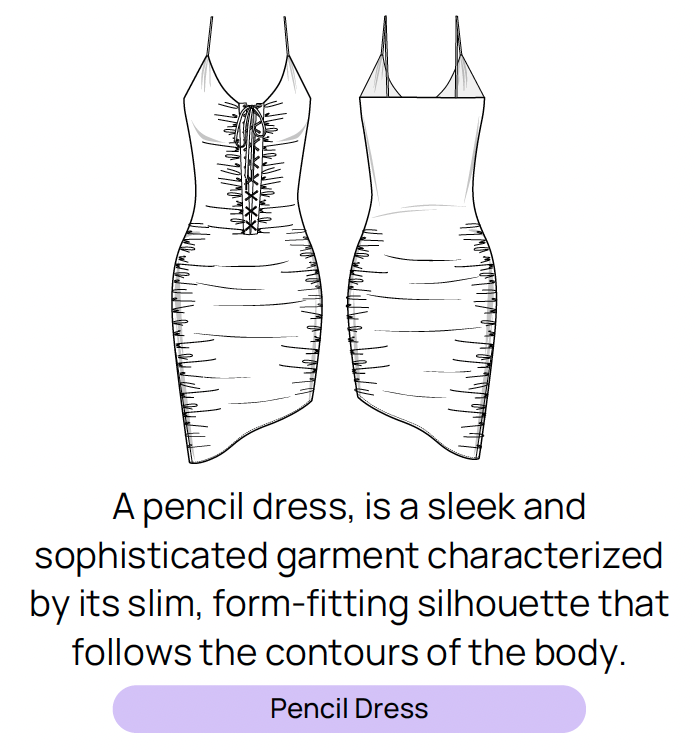 A pencil dress, is a sleek and
sophisticated garment characterized
by its slim, form-fitting silhouette that
follows the contours of the body.
Pencil Dress